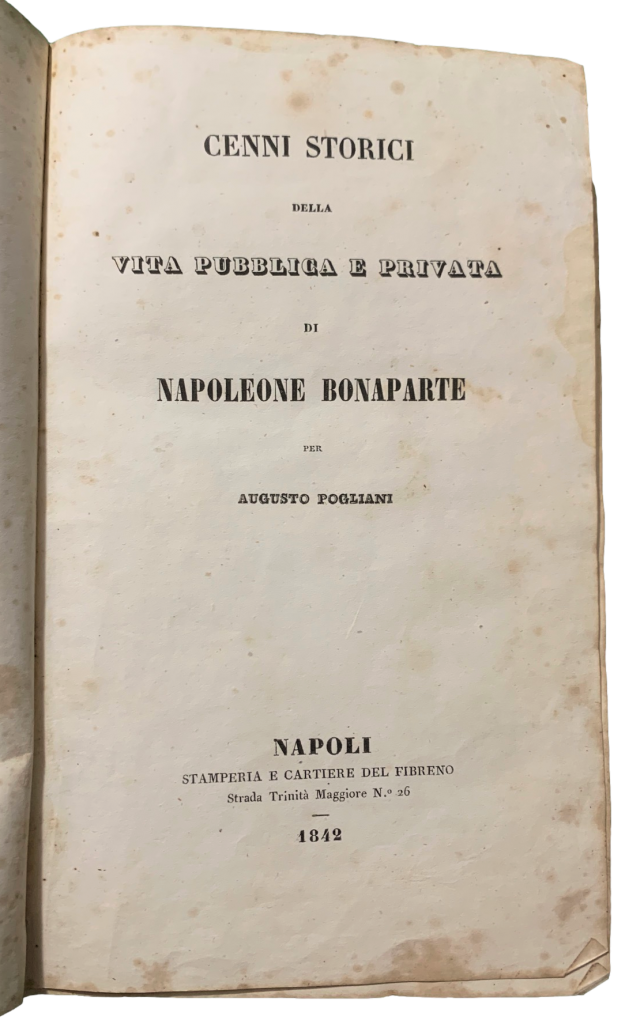 CENNI STORICI
DELLA
VITA PUBBLICA E PRIVATA
DI
NAPOLEONE BONAPARTE
PER
AUGUSTO POGLIANI
NAPOLI
STAMPERIA E CARTIERE DEL FIBRENO
Strada Trinità Maggiore N.º 26
1842